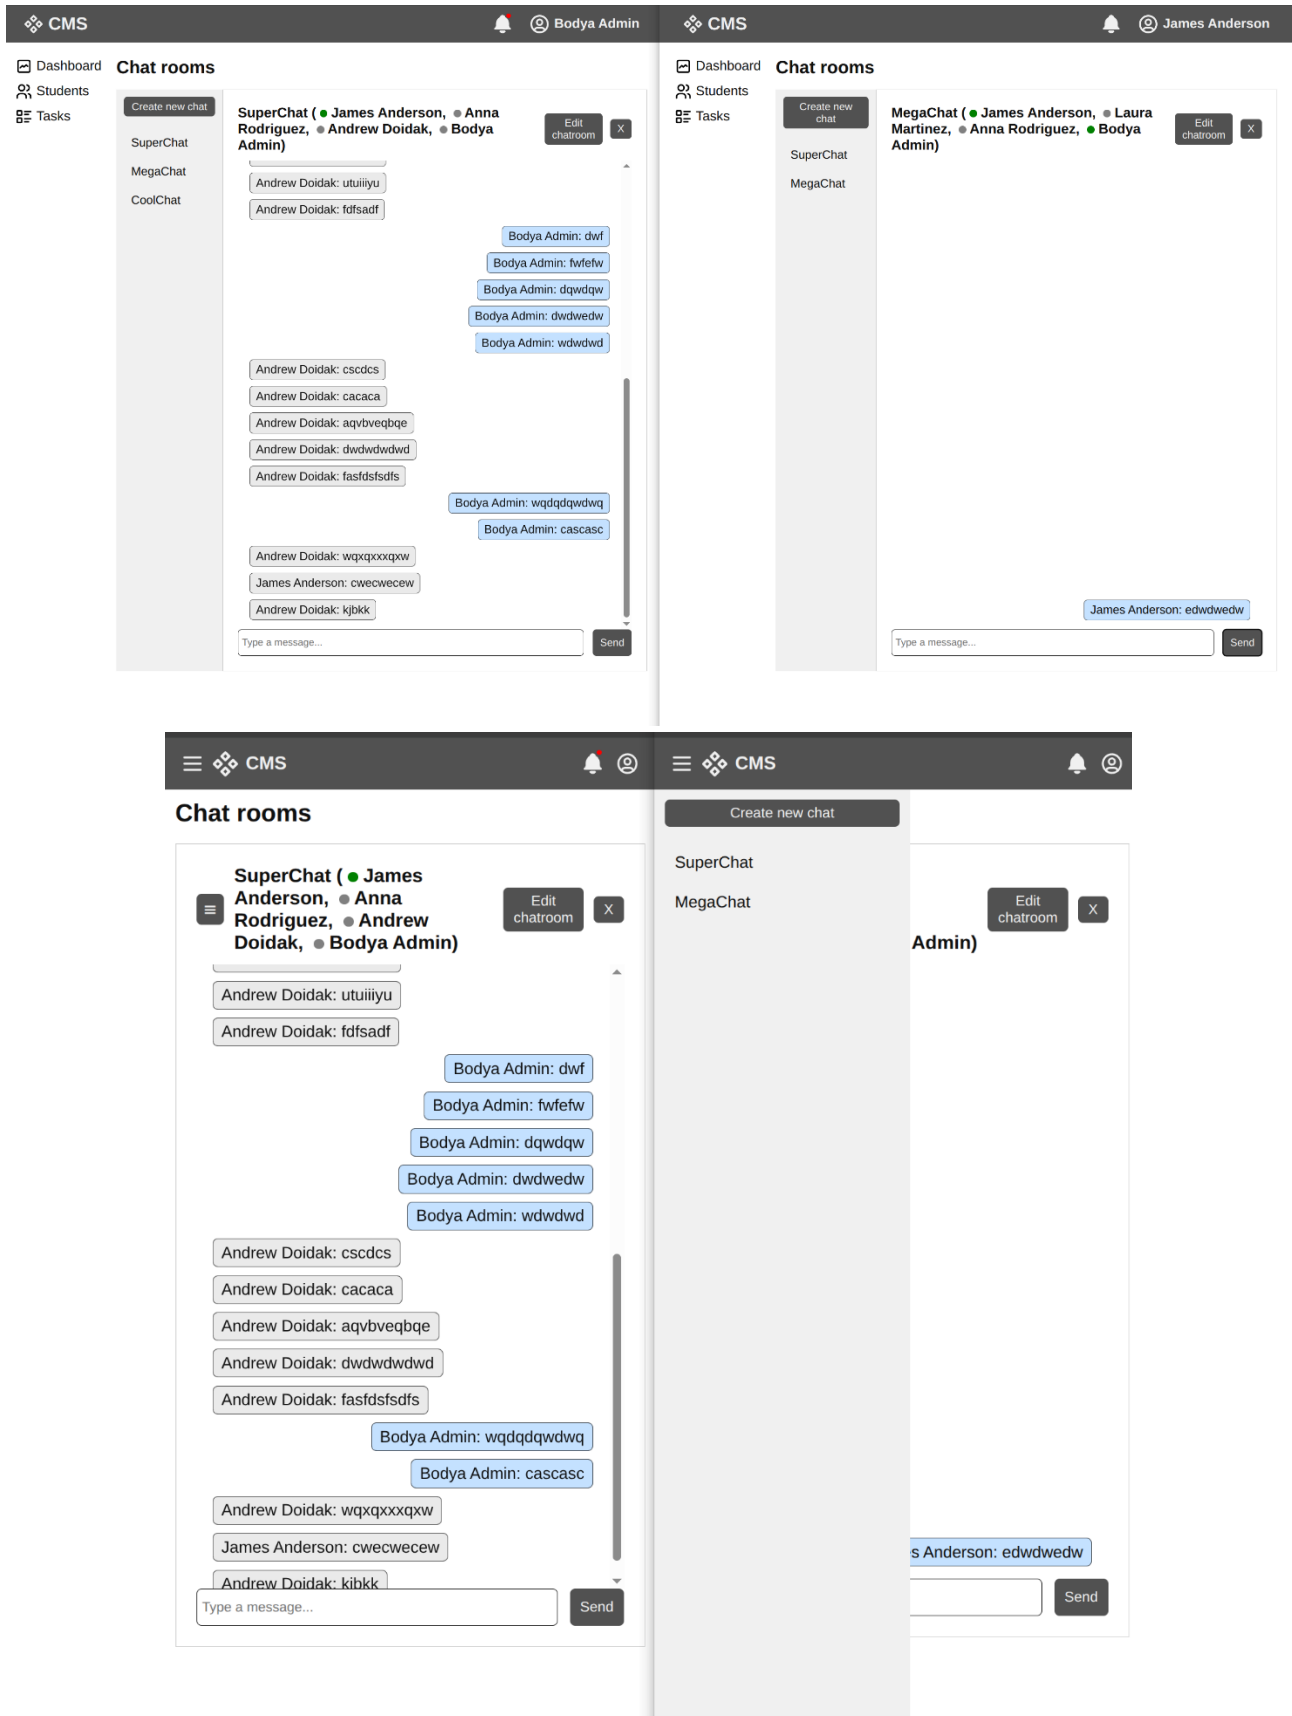 CMS
Bodya Admin
Dashboard
Students
Tasks
Chat rooms
Create new chat
SuperChat
MegaChat
CoolChat
SuperChat ( James Anderson, Anna
Rodriguez, Andrew Doidak, Bodya
Admin)
Edit
chatroom
X
Andrew Doidak: utuiiiyu
Andrew Doidak: fdfsadf
Bodya Admin: dwf
Bodya Admin: fwfefw
Bodya Admin: dqwdqw
Bodya Admin: dwdwedw
Bodya Admin: wdwdwd
Andrew Doidak: cscdcs
Andrew Doidak: cacaca
Andrew Doidak: aqvbveqbqe
Andrew Doidak: dwdwdwdwd
Andrew Doidak: fasfdsfsdfs
Bodya Admin: wqdqdqwdwq
Bodya Admin: cascasc
Andrew Doidak: wqxqxxxqxw
James Anderson: cwecwecew
Andrew Doidak: kjbkk
Type a message...
Send
CMS
James Anderson
Dashboard
Students
Tasks
Chat rooms
Create new
chat
SuperChat
MegaChat
MegaChat ( James Anderson, Laura
Martinez, Anna Rodriguez, Bodya
Admin)
Edit
chatroom
X
James Anderson: edwdwedw
Type a message...
Send
CMS
Chat rooms
SuperChat ( James
Anderson, Anna
Rodriguez, Andrew
Doidak, Bodya Admin)
Edit
chatroom
X
Andrew Doidak: utuiiiyu
Andrew Doidak: fdfsadf
Bodya Admin: dwf
Bodya Admin: fwfefw
Bodya Admin: dqwdqw
Bodya Admin: dwdwedw
Bodya Admin: wdwdwd
Andrew Doidak: cscdcs
Andrew Doidak: cacaca
Andrew Doidak: aqvbveqbqe
Andrew Doidak: dwdwdwdwd
Andrew Doidak: fasfdsfsdfs
Bodya Admin: wqdqdqwdwq
Bodya Admin: cascasc
Andrew Doidak: wqxqxxxqxw
James Anderson: cwecwecew
Andrew Doidak: kjbkk
Type a message...
Send
CMS
Create new chat
SuperChat
MegaChat
Edit
chatroom
X
Admin)
s Anderson: edwdwedw
Send